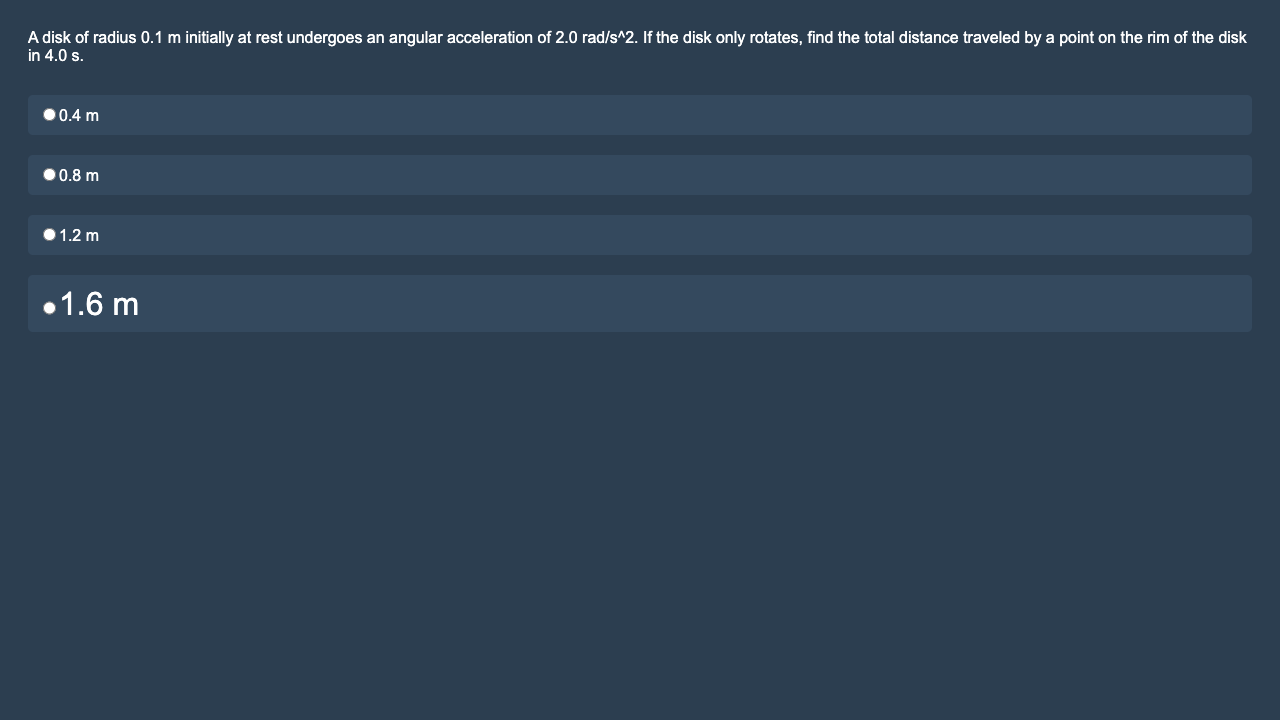 A disk of radius 0.1 m initially at rest undergoes an angular acceleration of 2.0 rad/s^2. If the disk only rotates, find the total distance traveled by a point on the rim of the disk
in 4.0 s.
0.4 m
0.8 m
1.2 m
1.6 m